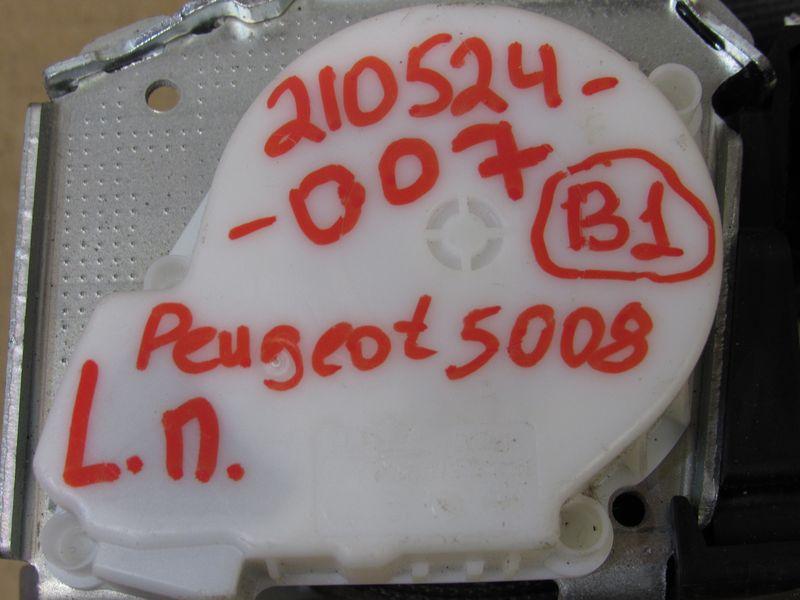 210524-
-007
B1
Peugeot 5008
L.п.